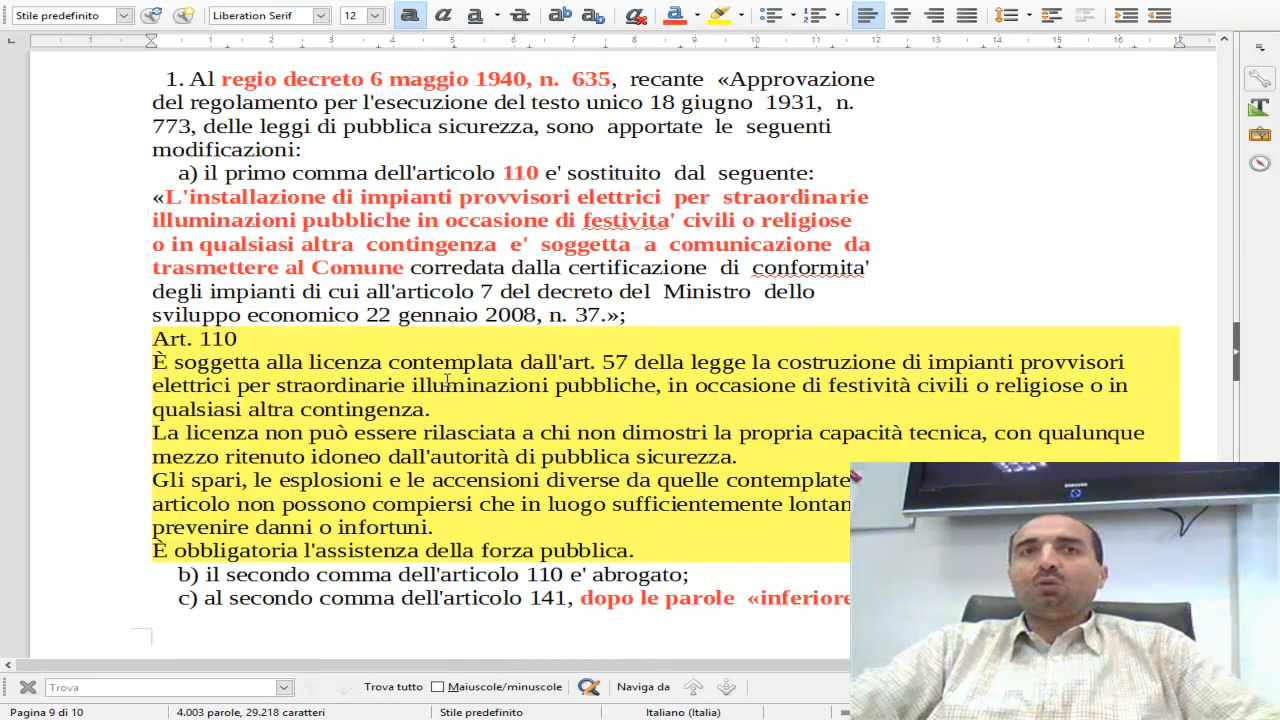 Stile predefinito
Liberation Serif
12
1. Al regio decreto 6 maggio 1940, n. 635, recante «Approvazione
del regolamento per l'esecuzione del testo unico 18 giugno 1931, n.
773, delle leggi di pubblica sicurezza, sono apportate le seguenti
modificazioni:
a) il primo comma dell'articolo 110 e' sostituito dal seguente:
«L'installazione di impianti provvisori elettrici per straordinarie
illuminazioni pubbliche in occasione di festivita' civili o religiose
o in qualsiasi altra contingenza e' soggetta a comunicazione da
trasmettere al Comune corredata dalla certificazione di conformita'
degli impianti di cui all'articolo 7 del decreto del Ministro dello
sviluppo economico 22 gennaio 2008, n. 37.»;
Art. 110
È soggetta alla licenza contemplata dall'art. 57 della legge la costruzione di impianti provvisori
elettrici per straordinarie illuminazioni pubbliche, in occasione di festività civili o religiose o in
qualsiasi altra contingenza.
La licenza non può essere rilasciata a chi non dimostri la propria capacità tecnica, con qualunque
mezzo ritenuto idoneo dall'autorità di pubblica sicurezza.
Gli spari, le esplosioni e le accensioni diverse da quelle contemplate
articolo non possono compiersi che in luogo sufficientemente lontan
prevenire danni o infortuni.
È obbligatoria l'assistenza della forza pubblica.
b) il secondo comma dell'articolo 110 e' abrogato;
c) al secondo comma dell'articolo 141, dopo le parole «inferiore
SAMSUNG
Trova
Trova tutto
Maiuscole/minuscole
Naviga da
Pagina 9 di 10
4.003 parole, 29.218 caratteri
Stile predefinito
Italiano (Italia)